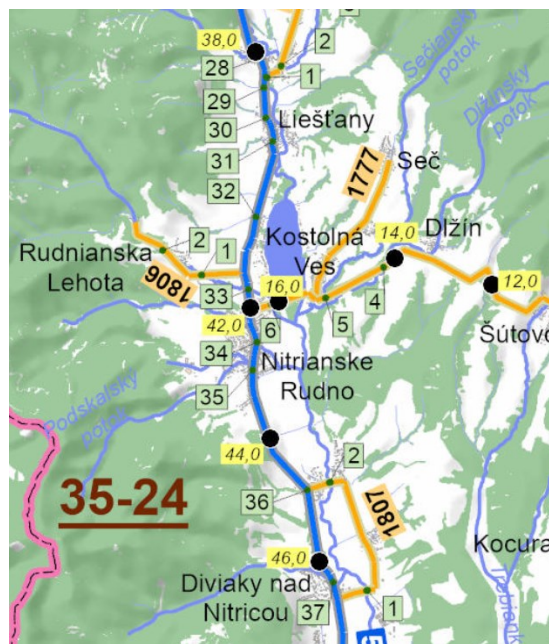 38,0
2
28
1
29
Sečiansky
potok
Dlžinsky
potok
30
Liešťany
31
Seč
1777
32
14,0
Dlžín
Kostolná
Ves
Rudnianska
Lehota
2
1
1806
33
16,0
4
12,0
42,0
6
5
Šútovo
34
Nitrianske
Rudno
35
Podskalský
potok
44,0
2
36
35-24
1807
46,0
Kocura
Diviaky nad
Nitricou
37
1